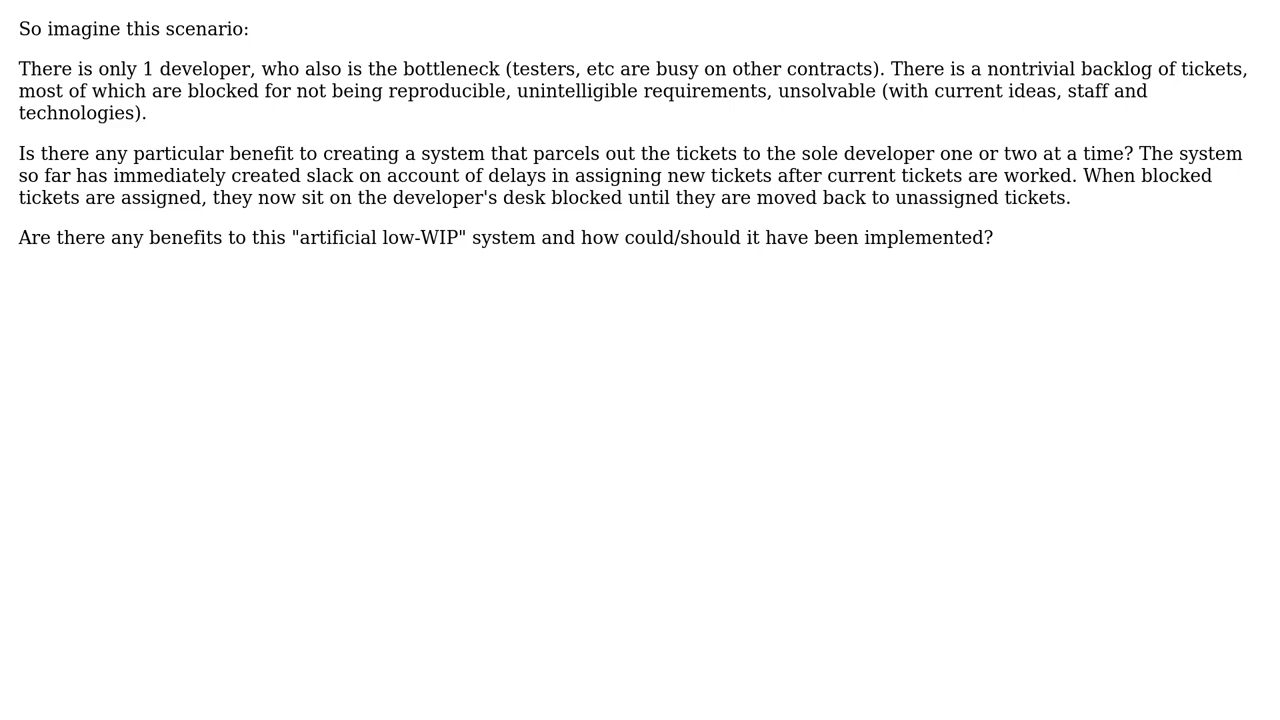 So imagine this scenario:
There is only 1 developer, who also is the bottleneck (testers, etc are busy on other contracts). There is a nontrivial backlog of tickets,
most of which are blocked for not being reproducible, unintelligible requirements, unsolvable (with current ideas, staff and
technologies).
Is there any particular benefit to creating a system that parcels out the tickets to the sole developer one or two at a time? The system
so far has immediately created slack on account of delays in assigning new tickets after current tickets are worked. When blocked
tickets are assigned, they now sit on the developer's desk blocked until they are moved back to unassigned tickets.
Are there any benefits to this "artificial low-WIP" system and how could/should it have been implemented?